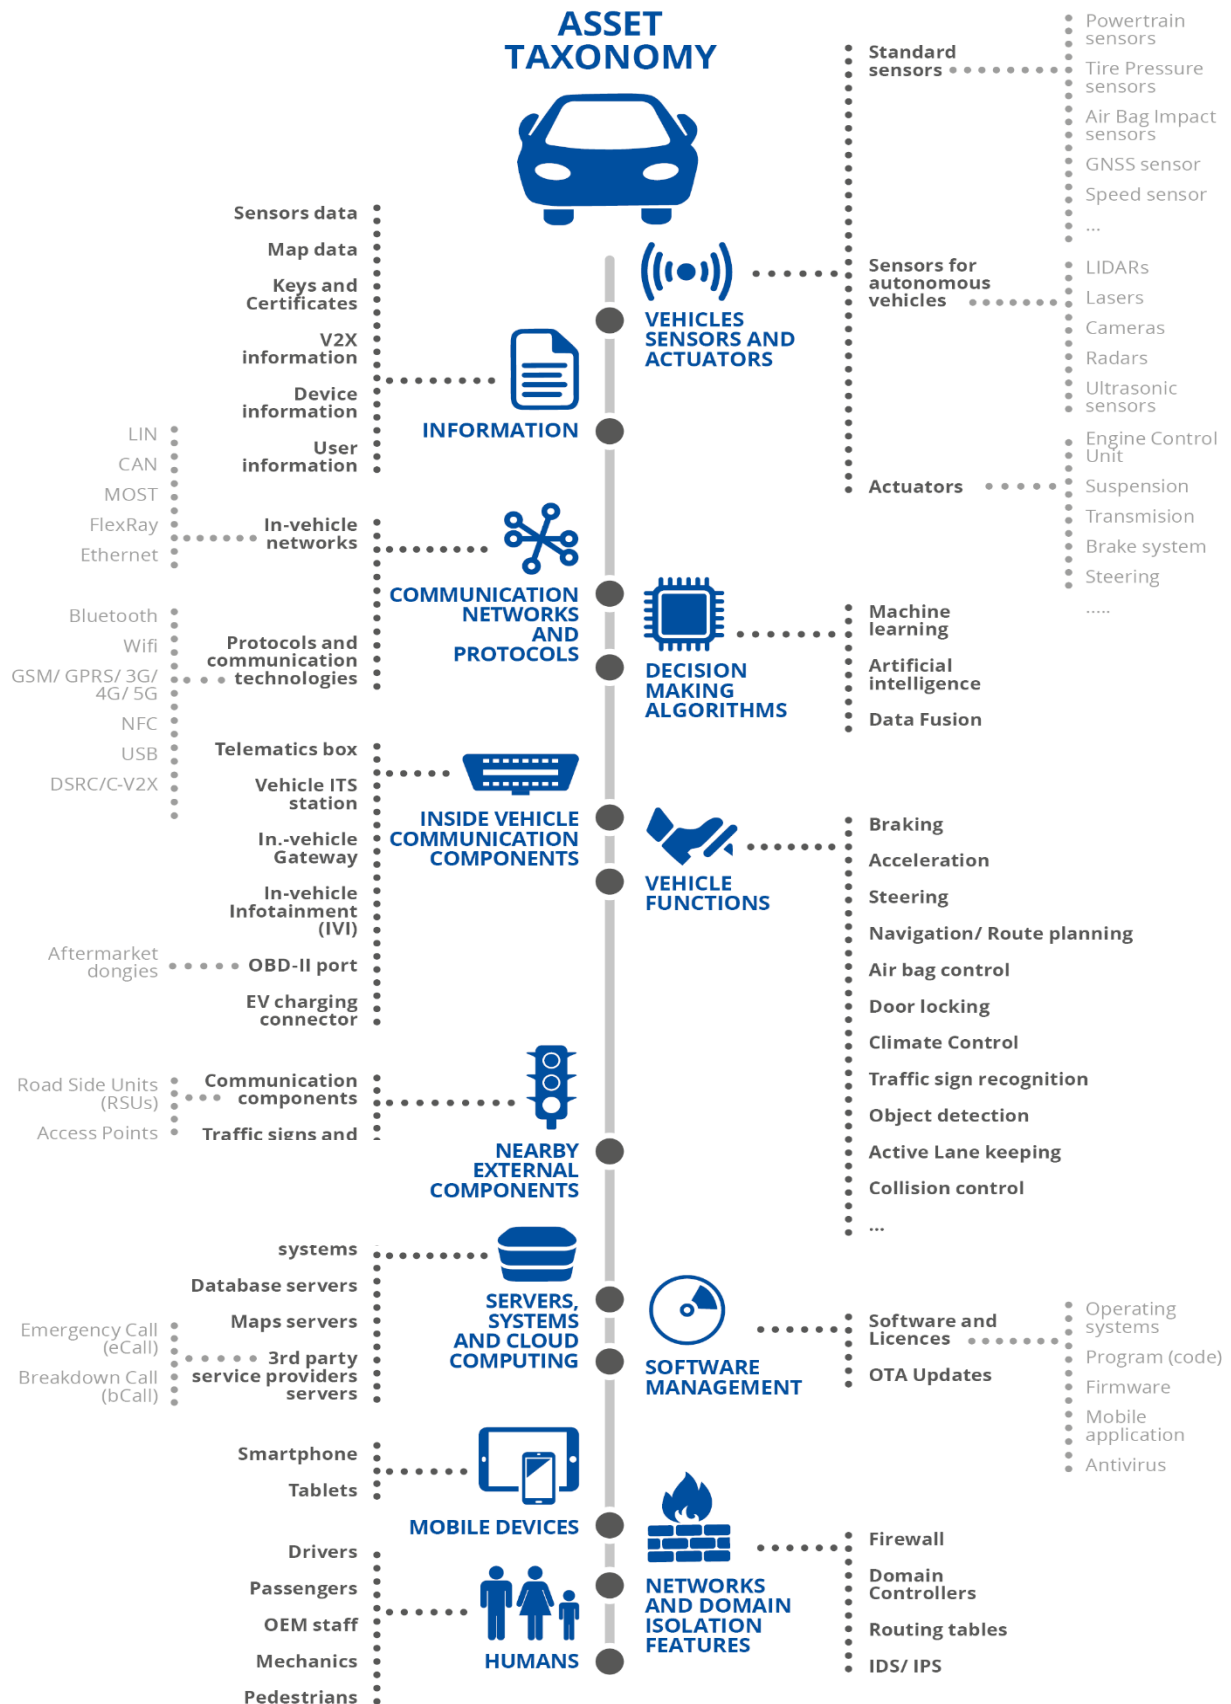 ASSET
TAXONOMY
Standard
sensors
Powertrain
sensors
Tire Pressure
sensors
Air Bag Impact
sensors
GNSS sensor
Speed sensor
...
Sensors for
autonomous
vehicles
LIDARs
Lasers
Cameras
Radars
Ultrasonic
sensors
Actuators
Engine Control
Unit
Suspension
Transmision
Brake system
Steering
.....
VEHICLES
SENSORS AND
ACTUATORS
Sensors data
Map data
Keys and
Certificates
V2X
information
Device
information
User
information
INFORMATION
LIN
CAN
MOST
FlexRay
Ethernet
In-vehicle
networks
Bluetooth
Wifi
GSM/ GPRS/ 3G/
4G/ 5G
NFC
USB
DSRC/C-V2X
Protocols and
communication
technologies
COMMUNICATION
NETWORKS
AND
PROTOCOLS
DECISION
MAKING
ALGORITHMS
Machine
learning
Artificial
intelligence
Data Fusion
Telematics box
Vehicle ITS
station
In.-vehicle
Gateway
In-vehicle
Infotainment
(IVI)
Aftermarket
dongies
OBD-II port
EV charging
connector
INSIDE VEHICLE
COMMUNICATION
COMPONENTS
VEHICLE
FUNCTIONS
Braking
Acceleration
Steering
Navigation/ Route planning
Air bag control
Door locking
Climate Control
Traffic sign recognition
Object detection
Active Lane keeping
Collision control
...
Road Side Units
(RSUs)
Access Points
Communication
components
Traffic signs and
NEARBY
EXTERNAL
COMPONENTS
systems
Database servers
Maps servers
Emergency Call
(eCall)
Breakdown Call
(bCall)
3rd party
service providers
servers
SERVERS,
SYSTEMS
AND CLOUD
COMPUTING
SOFTWARE
MANAGEMENT
Software and
Licences
OTA Updates
Operating
systems
Program (code)
Firmware
Mobile
application
Antivirus
Smartphone
Tablets
MOBILE DEVICES
NETWORKS
AND DOMAIN
ISOLATION
FEATURES
Firewall
Domain
Controllers
Routing tables
IDS/ IPS
Drivers
Passengers
OEM staff
Mechanics
Pedestrians
HUMANS